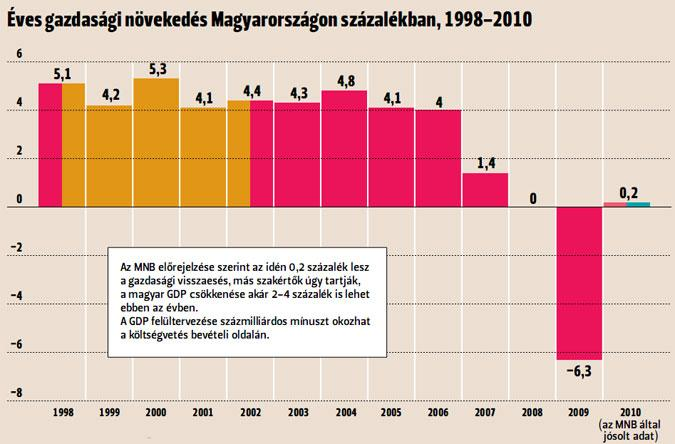 Éves gazdasági növekedés Magyarországon százalékban, 1998–2010
6
5,1
4,2
5,3
4,1
4,4
4,3
4,8
4,1
4
1,4
0
-6,3
0,2
4
2
0
-2
-4
-6
-8
Az MNB előrejelzése szerint az idén 0,2 százalék lesz
a gazdasági visszaesés, más szakértők úgy tartják,
a magyar GDP csökkenése akár 2–4 százalék is lehet
ebben az évben.
A GDP felültervezése százmilliárdos mínuszt okozhat
a költségvetés bevételi oldalán.
1998 1999 2000 2001 2002 2003 2004 2005 2006 2007 2008 2009 2010
(az MNB által
jósolt adat)